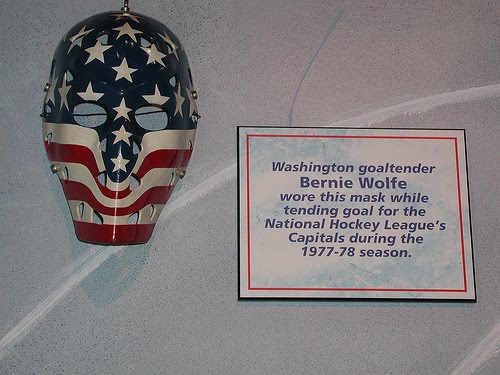 Washington goaltender
Bernie Wolfe
wore this mask while
tending goal for the
National Hockey League's
Capitals during the
1977-78 season.